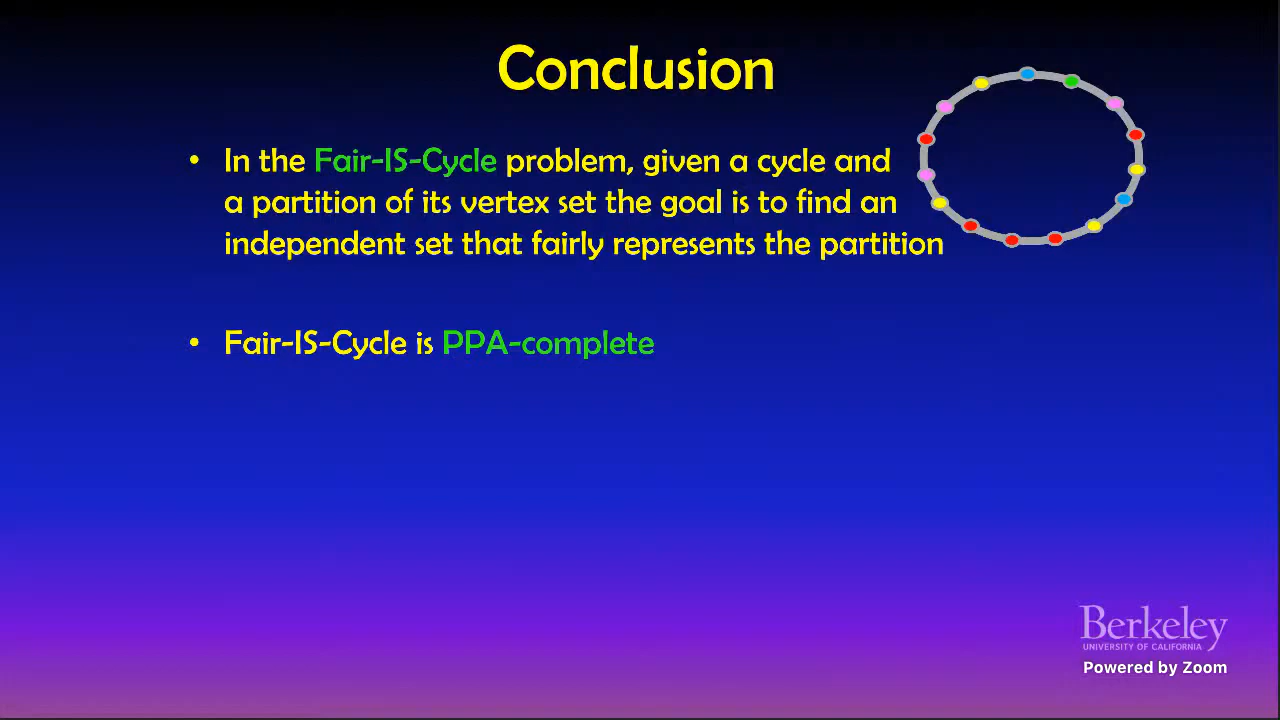 Conclusion
• In the Fair-IS-Cycle problem, given a cycle and
a partition of its vertex set the goal is to find an
independent set that fairly represents the partition
• Fair-IS-Cycle is PPA-complete
Berkeley
UNIVERSITY OF CALIFORNIA
Powered by Zoom